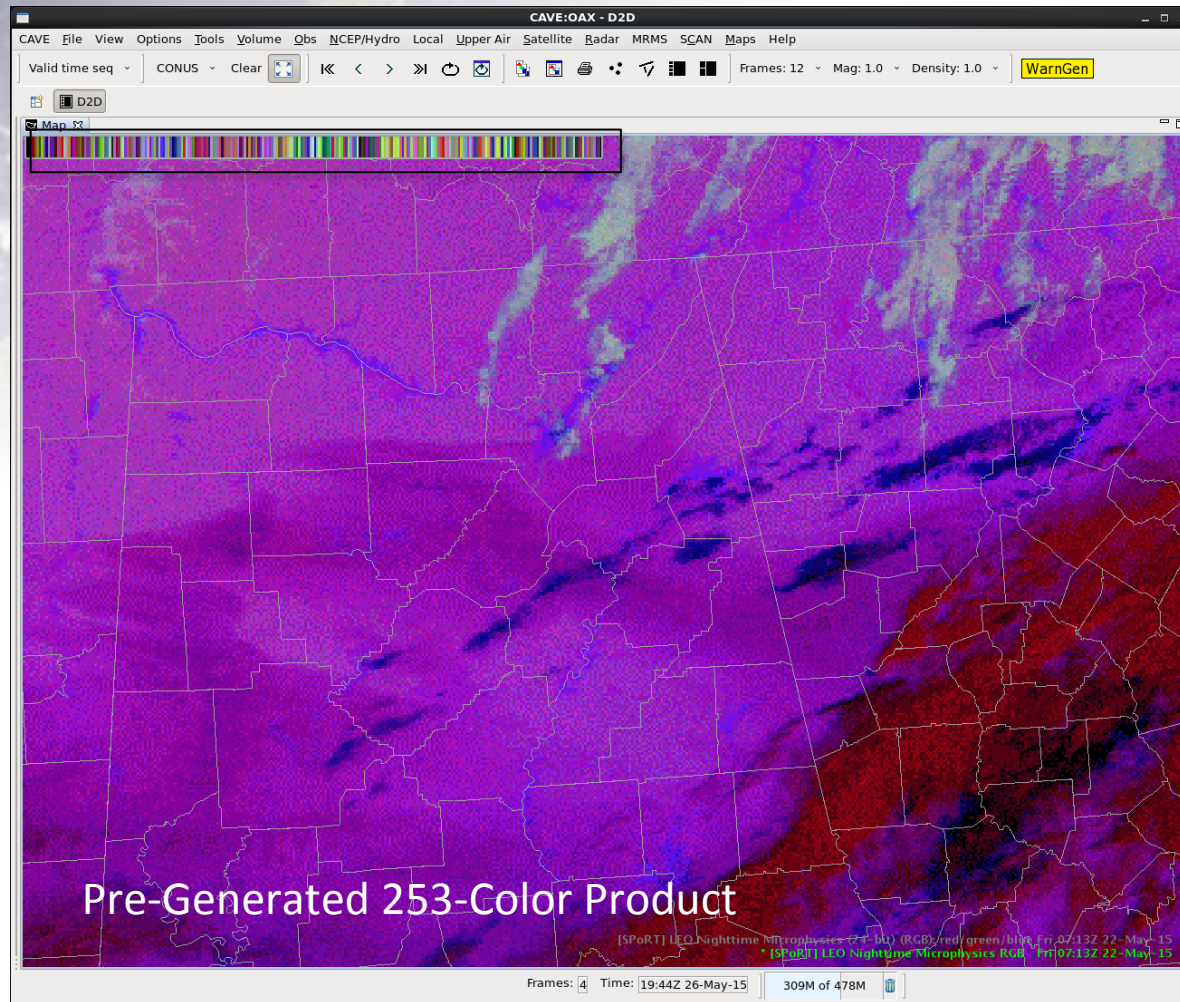 CAVE:OAX - D2D
CAVE File View Options Tools Volume Obs NCEP/Hydro Local Upper Air Satellite Radar MRMS SCAN Maps Help
Valid time seq CONUS Clear Frames: 12 Mag: 1.0 Density: 1.0 WarnGen
D2D
Map
Pre-Generated 253-Color Product
[SPoRT] LEO Nighttime Microphysics (24-bit) (RGB): red/green/blue Fri 07:13Z 22-May-15
* [SPoRT] LEO Nighttime Microphysics RGB Fri 07:13Z 22-May-15
Frames: 4 Time: 19:44Z 26-May-15 309M of 478M